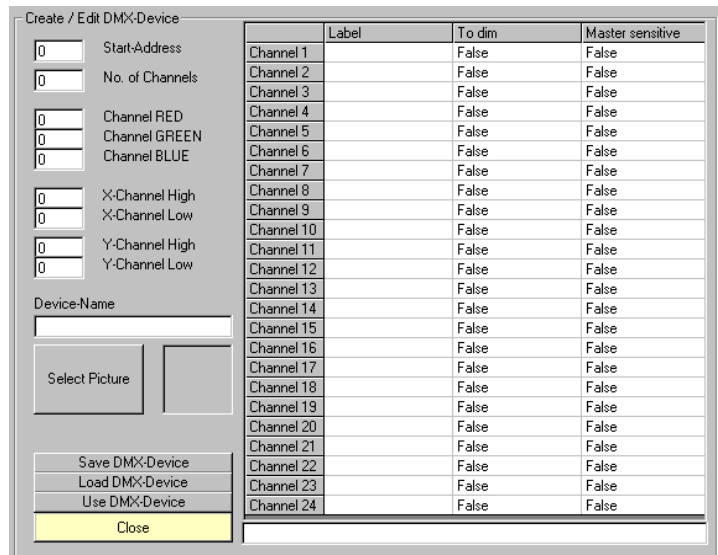 Create / Edit DMX-Device
0 Start-Address
0 No. of Channels
0 Channel RED
0 Channel GREEN
0 Channel BLUE
0 X-Channel High
0 X-Channel Low
0 Y-Channel High
0 Y-Channel Low
Device-Name
Select Picture
Save DMX-Device
Load DMX-Device
Use DMX-Device
Close
Label To dim Master sensitive
Channel 1 False False
Channel 2 False False
Channel 3 False False
Channel 4 False False
Channel 5 False False
Channel 6 False False
Channel 7 False False
Channel 8 False False
Channel 9 False False
Channel 10 False False
Channel 11 False False
Channel 12 False False
Channel 13 False False
Channel 14 False False
Channel 15 False False
Channel 16 False False
Channel 17 False False
Channel 18 False False
Channel 19 False False
Channel 20 False False
Channel 21 False False
Channel 22 False False
Channel 23 False False
Channel 24 False False